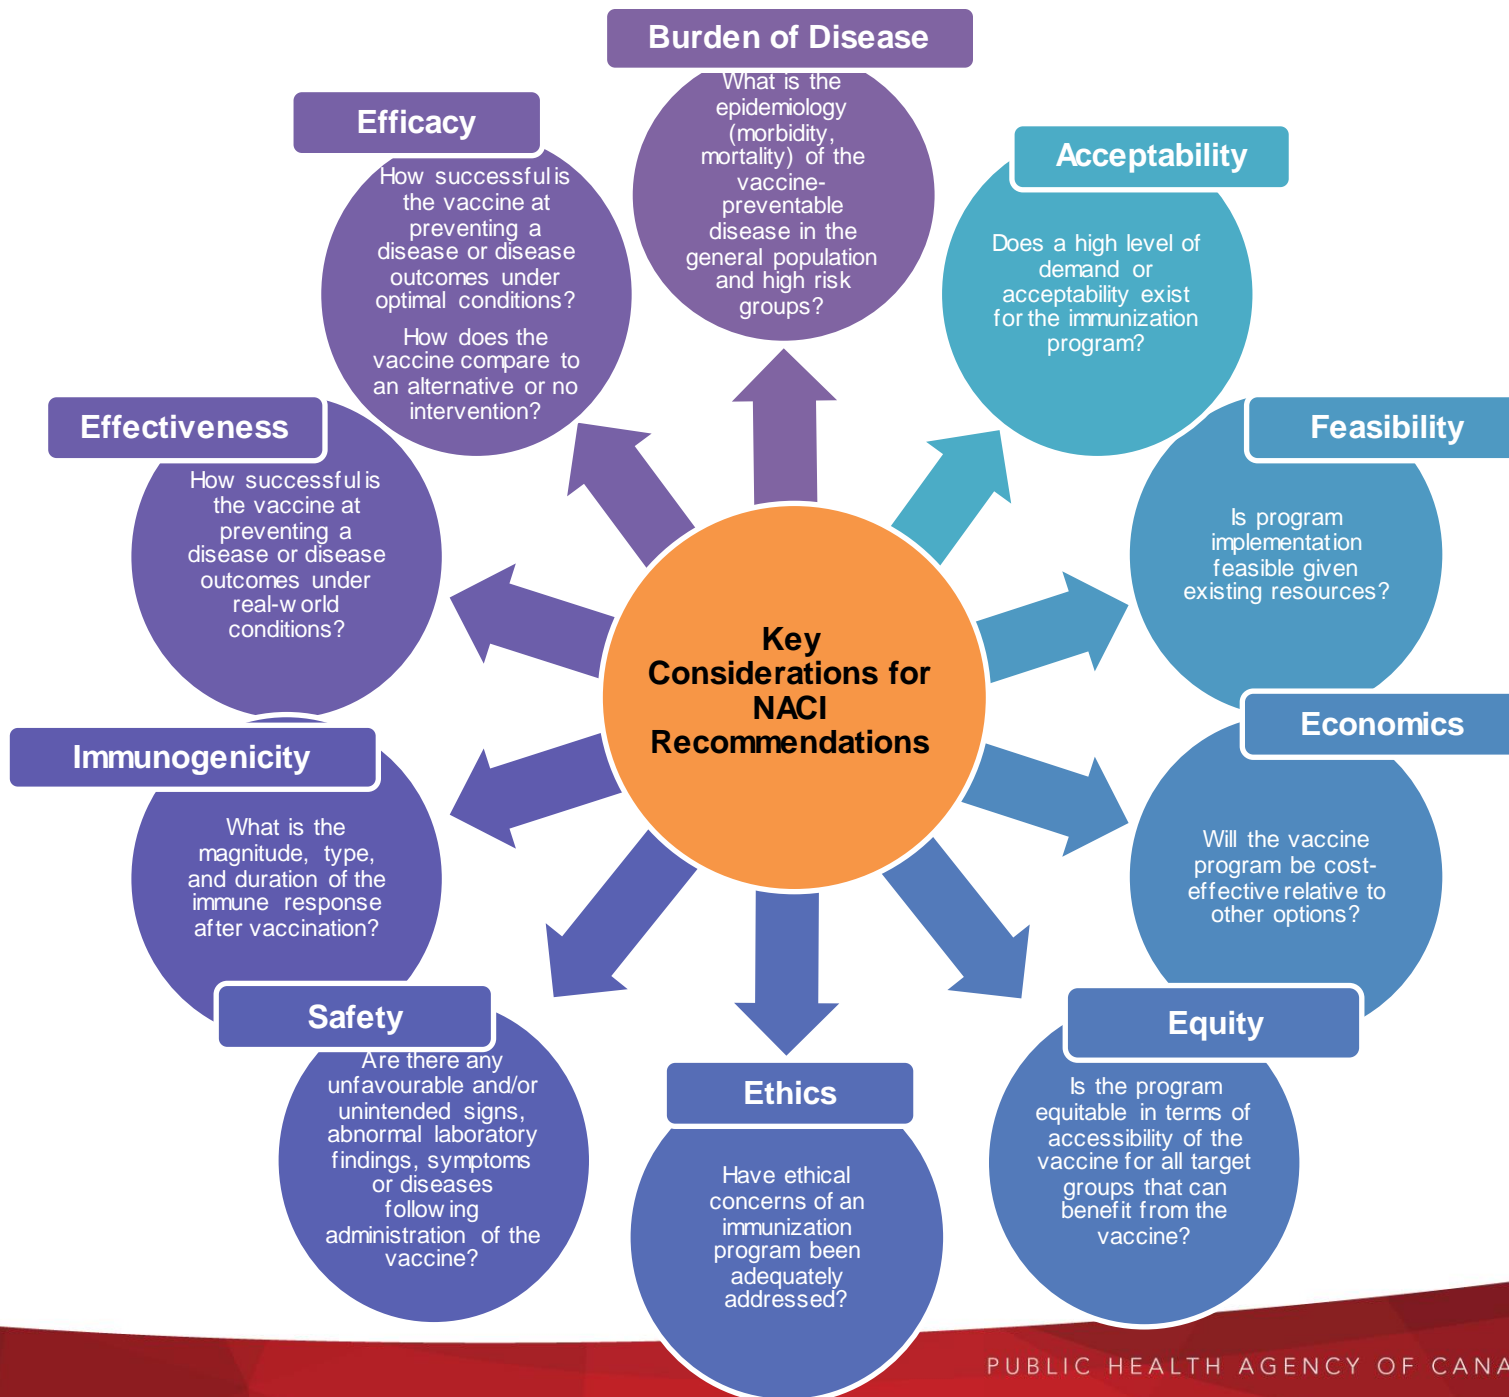 Burden of Disease
What is the
epidemiology
(morbidity,
mortality) of the
vaccine-
preventable
disease in the
general population
and high risk
groups?
Acceptability
Does a high level of
demand or
acceptability exist
for the immunization
program?
Feasibility
Is program
implementation
feasible given
existing resources?
Economics
Will the vaccine
program be cost-
effective relative to
other options?
Equity
Is the program
equitable in terms of
accessibility of the
vaccine for all target
groups that can
benefit from the
vaccine?
Ethics
Have ethical
concerns of an
immunization
program been
adequately
addressed?
Safety
Are there any
unfavourable and/or
unintended signs,
abnormal laboratory
findings, symptoms
or diseases
following
administration of the
vaccine?
Immunogenicity
What is the
magnitude, type,
and duration of the
immune response
after vaccination?
Effectiveness
How successful is
the vaccine at
preventing a
disease or disease
outcomes under
real-world
conditions?
Efficacy
How successful is
the vaccine at
preventing a
disease or disease
outcomes under
optimal conditions?
How does the
vaccine compare to
an alternative or no
intervention?
Key
Considerations for
NACI
Recommendations
PUBLIC HEALTH AGENCY OF CANA